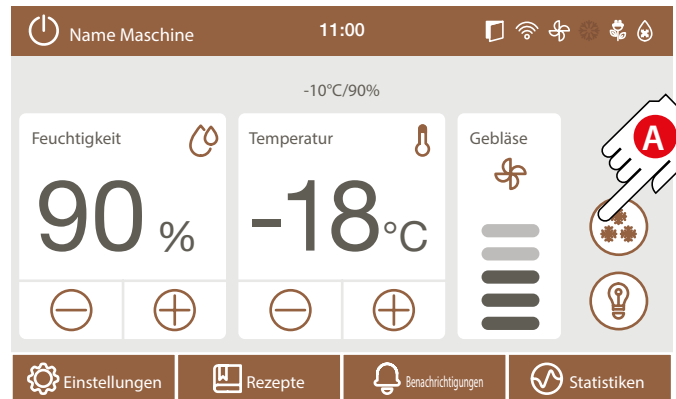 Name Maschine
11:00
-10°C/90%
Feuchtigkeit
Temperatur
Gebläse
A
90 %
-18°C
Einstellungen
Rezepte
Benachrichtigungen
Statistiken